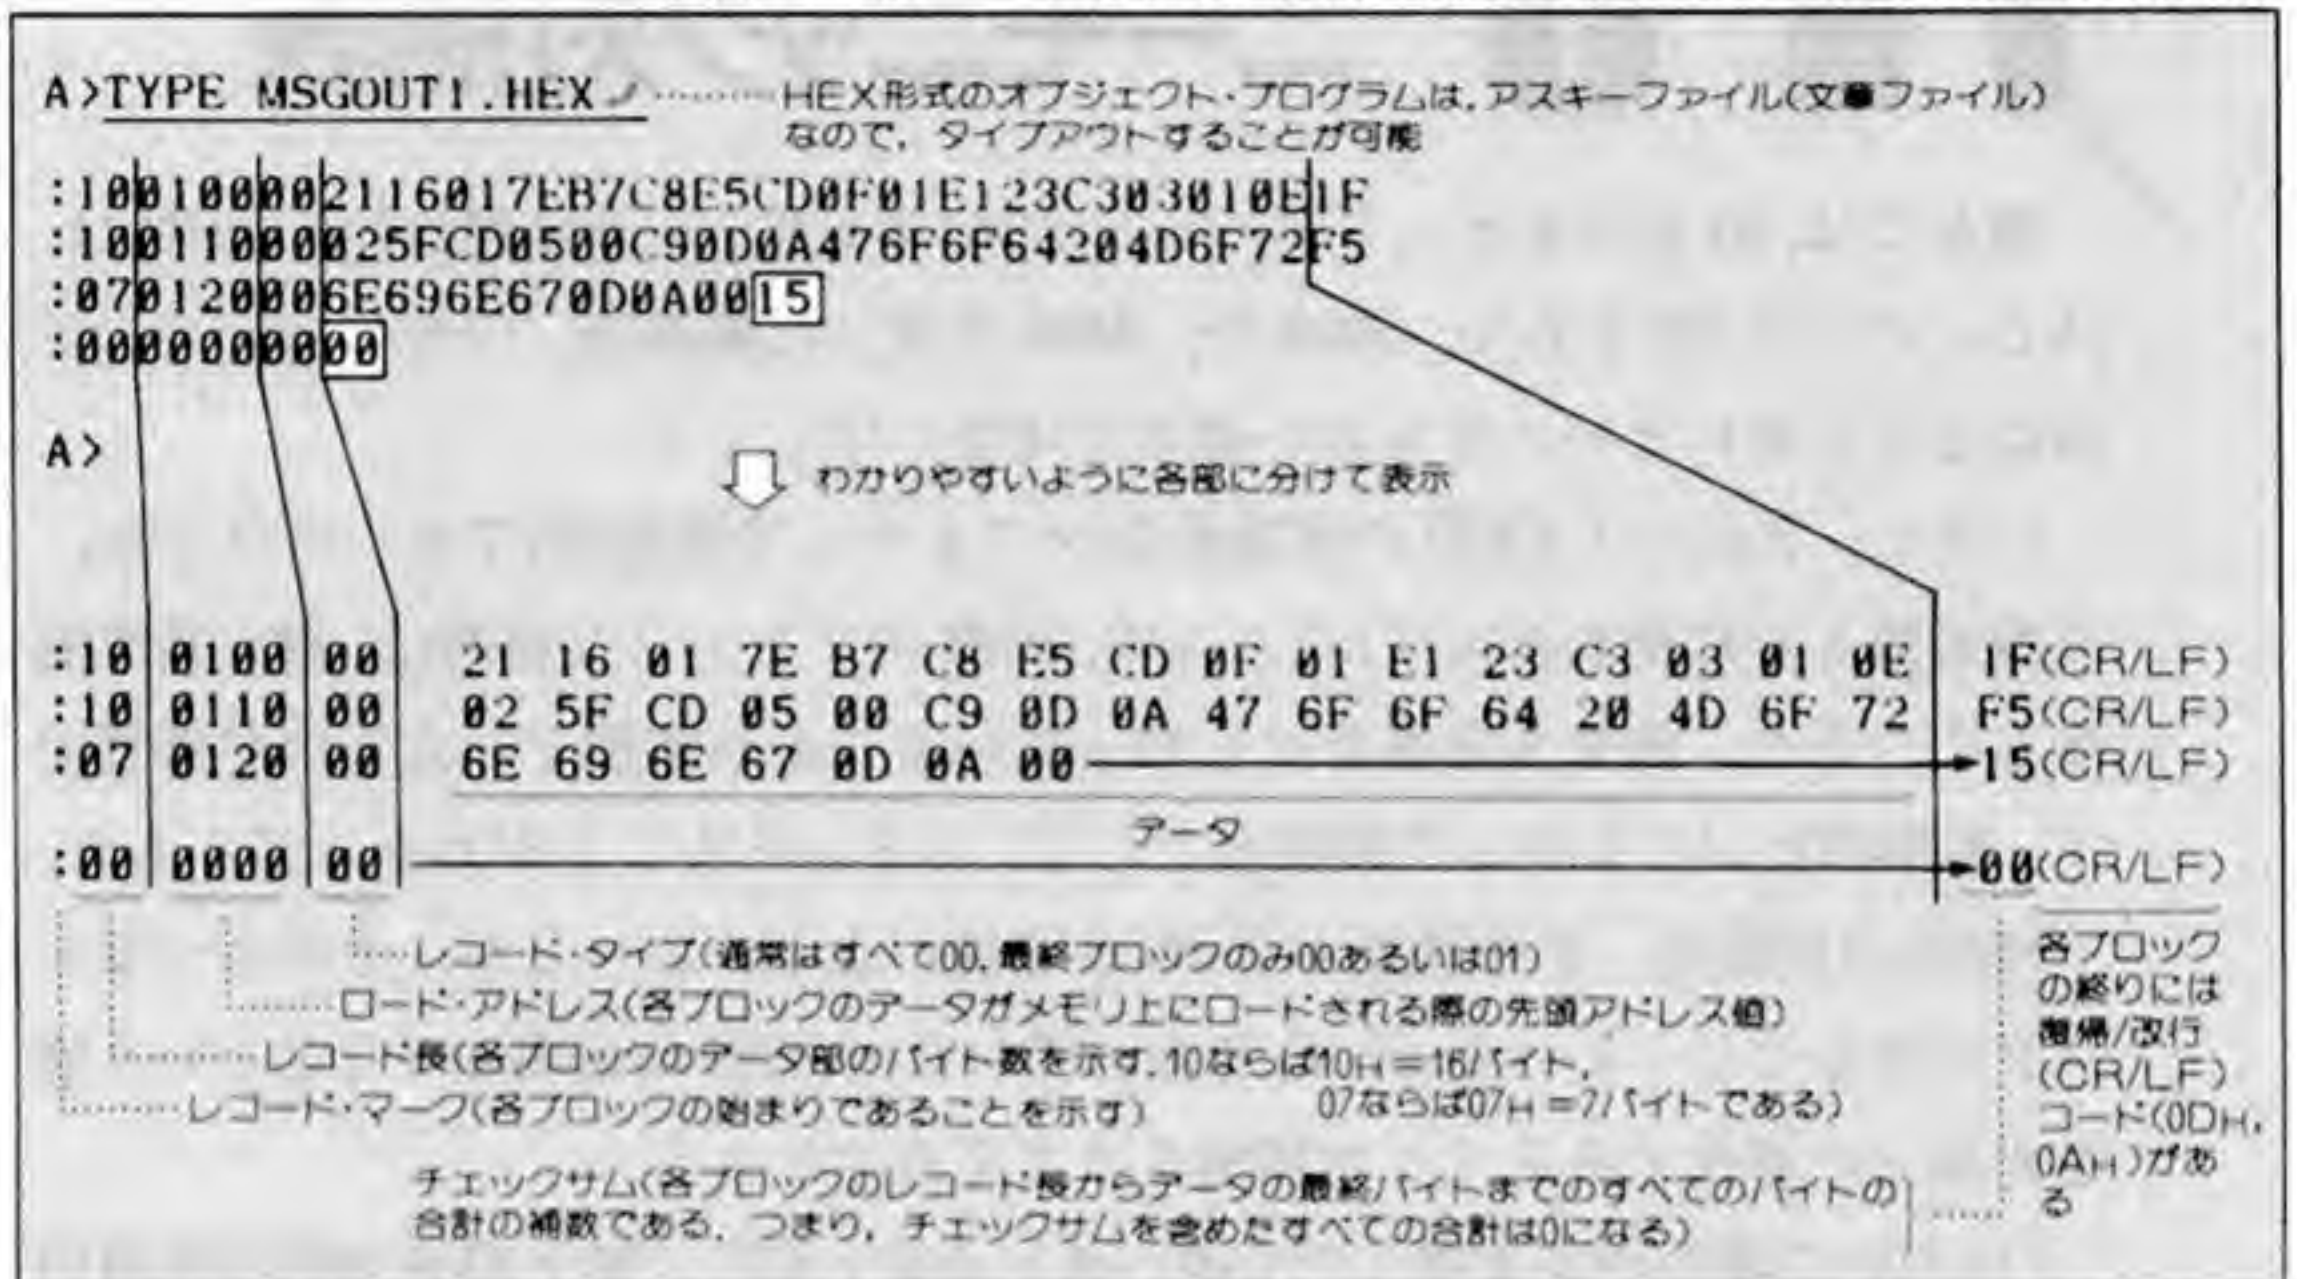 A>TYPE MSGOUT1.HEX ………HEX形式のオブジェクト・プログラムは,アスキーファイル(文章ファイル)
なので,タイプアウトすることが可能
:100100002116017EB7C8E5CD0F01E123C303010E1F
:10011000025FCD0500C90D0A476F6F64204D6F72F5
:070120006E696E670D0A0015
:0000000000
A>
わかりやすいように各部に分けて表示
:10 0100 00 21 16 01 7E B7 C8 E5 CD 0F 01 E1 23 C3 03 01 0E 1F(CR/LF)
:10 0110 00 02 5F CD 05 00 C9 0D 0A 47 6F 6F 64 20 4D 6F 72 F5(CR/LF)
:07 0120 00 6E 69 6E 67 0D 0A 00 15(CR/LF)
データ
:00 0000 00 00(CR/LF)
レコード・タイプ(通常はすべて00,最終ブロックのみ00あるいは01)
ロード・アドレス(各ブロックのデータがメモリ上にロードされる際の先頭アドレス値)
レコード長(各ブロックのデータ部のバイト数を示す.10ならば10H=16バイト,
07ならば07H=7バイトである)
レコード・マーク(各ブロックの始まりであることを示す)
チェックサム(各ブロックのレコード長からデータの最終バイトまでのすべてのバイトの
合計の補数である.つまり,チェックサムを含めたすべての合計は0になる)
各ブロック
の終りには
復帰/改行
(CR/LF)
コード(0DH,
0AH)があ
る